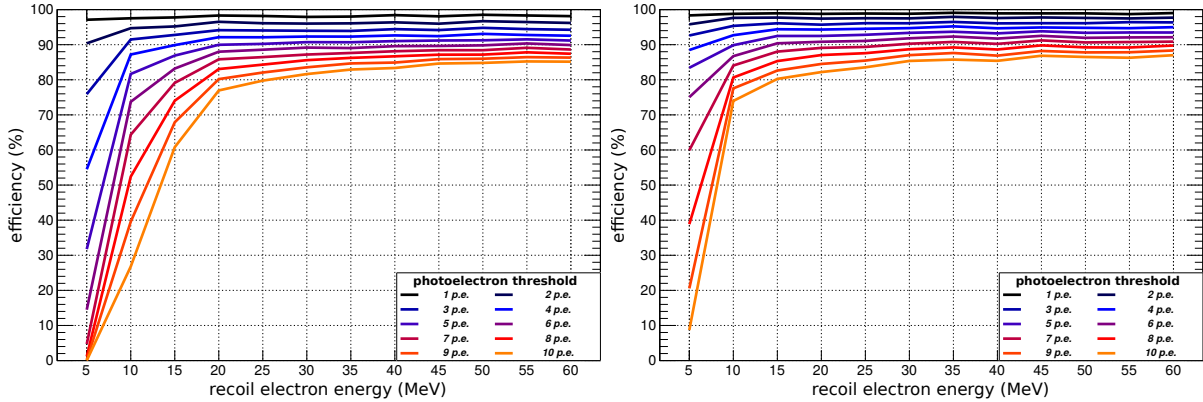 efficiency (%)
100
90
80
70
60
50
40
30
20
10
0
photoelectron threshold
1 p.e. 2 p.e.
3 p.e. 4 p.e.
5 p.e. 6 p.e.
7 p.e. 8 p.e.
9 p.e. 10 p.e.
5 10 15 20 25 30 35 40 45 50 55 60
recoil electron energy (MeV)
efficiency (%)
100
90
80
70
60
50
40
30
20
10
0
photoelectron threshold
1 p.e. 2 p.e.
3 p.e. 4 p.e.
5 p.e. 6 p.e.
7 p.e. 8 p.e.
9 p.e. 10 p.e.
5 10 15 20 25 30 35 40 45 50 55 60
recoil electron energy (MeV)